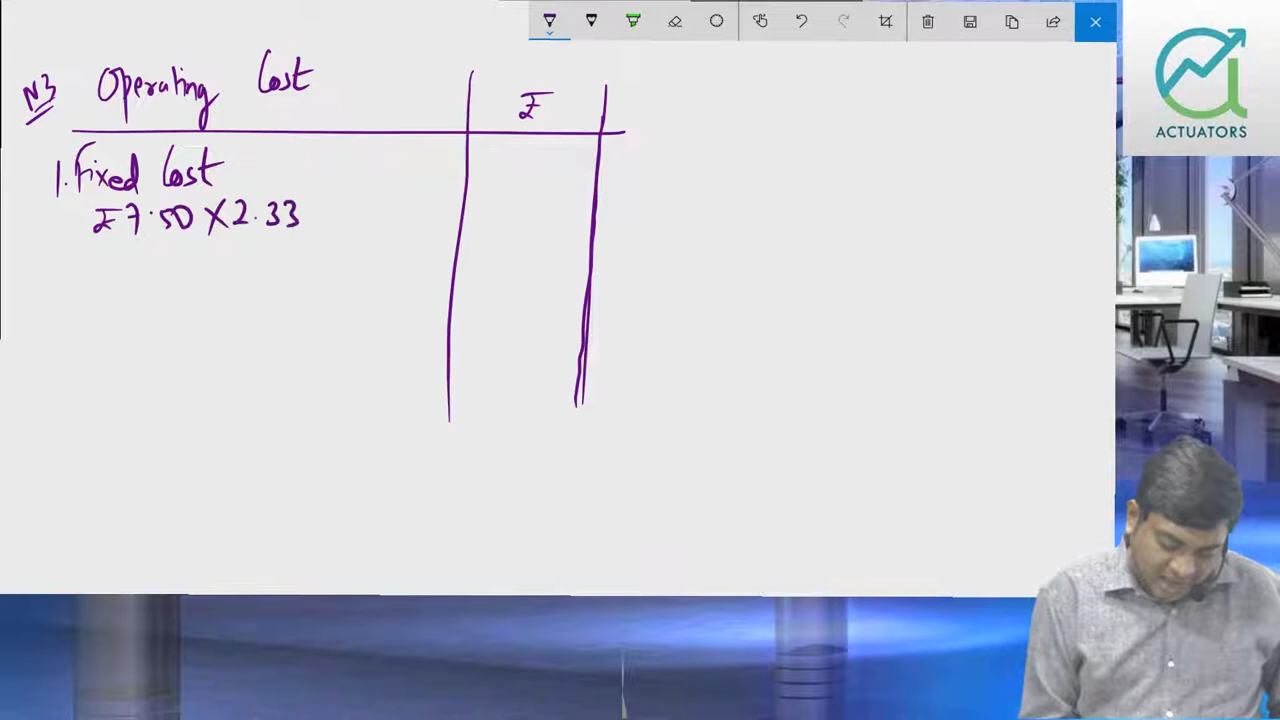 N3 Operating Cost
₹
1. Fixed Cost
₹7.50 X 2.33
ACTUATORS